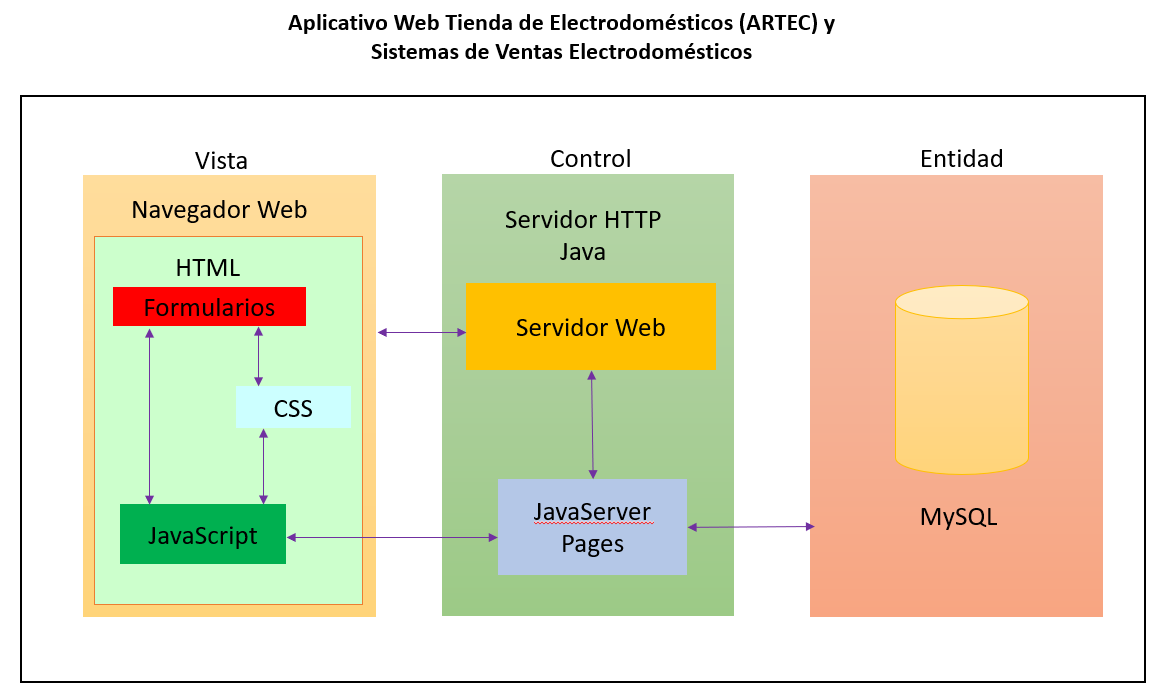 Aplicativo Web Tienda de Electrodomésticos (ARTEC) y
Sistemas de Ventas Electrodomésticos
Vista
Navegador Web
HTML
Formularios
CSS
JavaScript
Control
Servidor HTTP
Java
Servidor Web
JavaServer
Pages
Entidad
MySQL